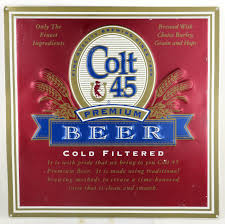 Only The
Finest
Ingredients
Brewed With
Choice Barley,
Grain and Hops
Colt
45
PREMIUM
BEER
COLD FILTERED
It is with pride that we bring to you Colt 45
Premium Beer. It is made using traditional
brewing methods to create a time-honored
taste that is clean and smooth.